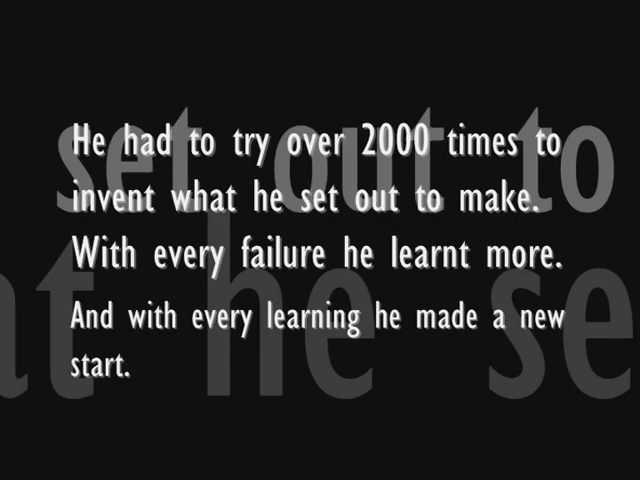 He had to try over 2000 times to
invent what he set out to make.
With every failure he learnt more.
And with every learning he made a new
start.
set out to
at he se